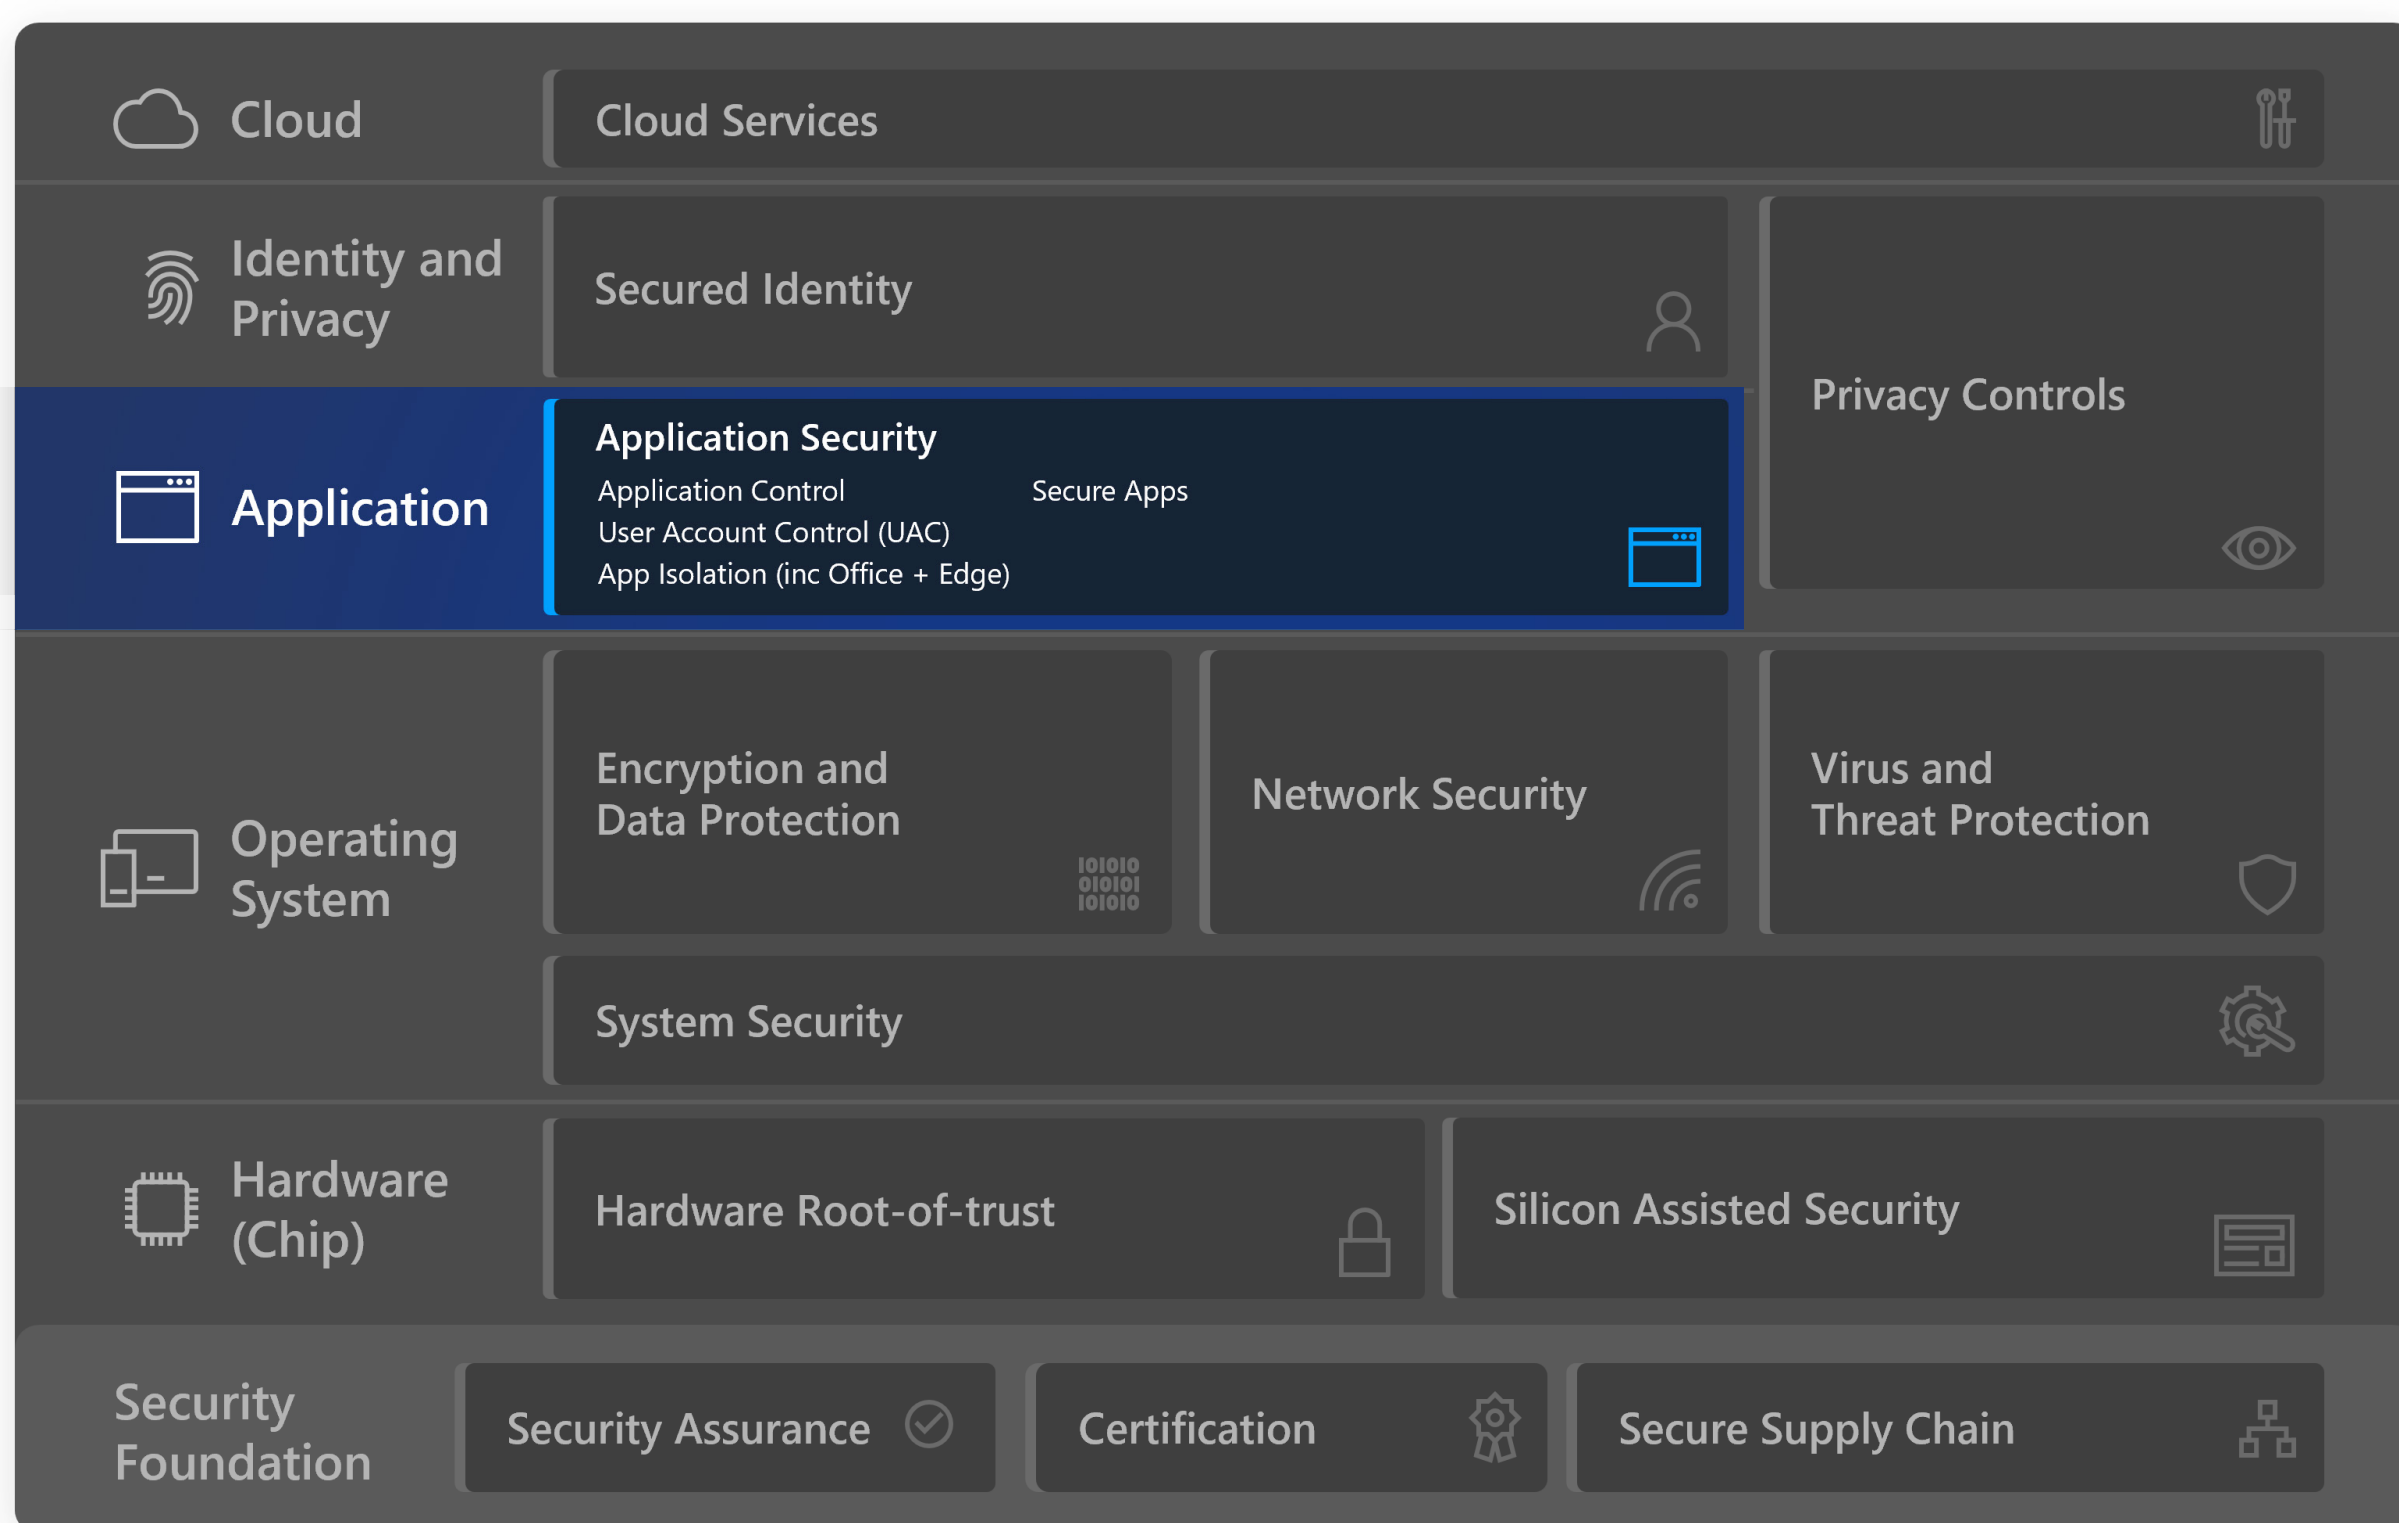 Cloud
Cloud Services
Identity and
Privacy
Secured Identity
Privacy Controls
Application
Application Security
Application Control
Secure Apps
User Account Control (UAC)
App Isolation (inc Office + Edge)
Operating
System
Encryption and
Data Protection
IOIOIO
OIOIOI
IOIOIO
Network Security
Virus and
Threat Protection
System Security
Hardware
(Chip)
Hardware Root-of-trust
Silicon Assisted Security
Security
Foundation
Security Assurance
Certification
Secure Supply Chain